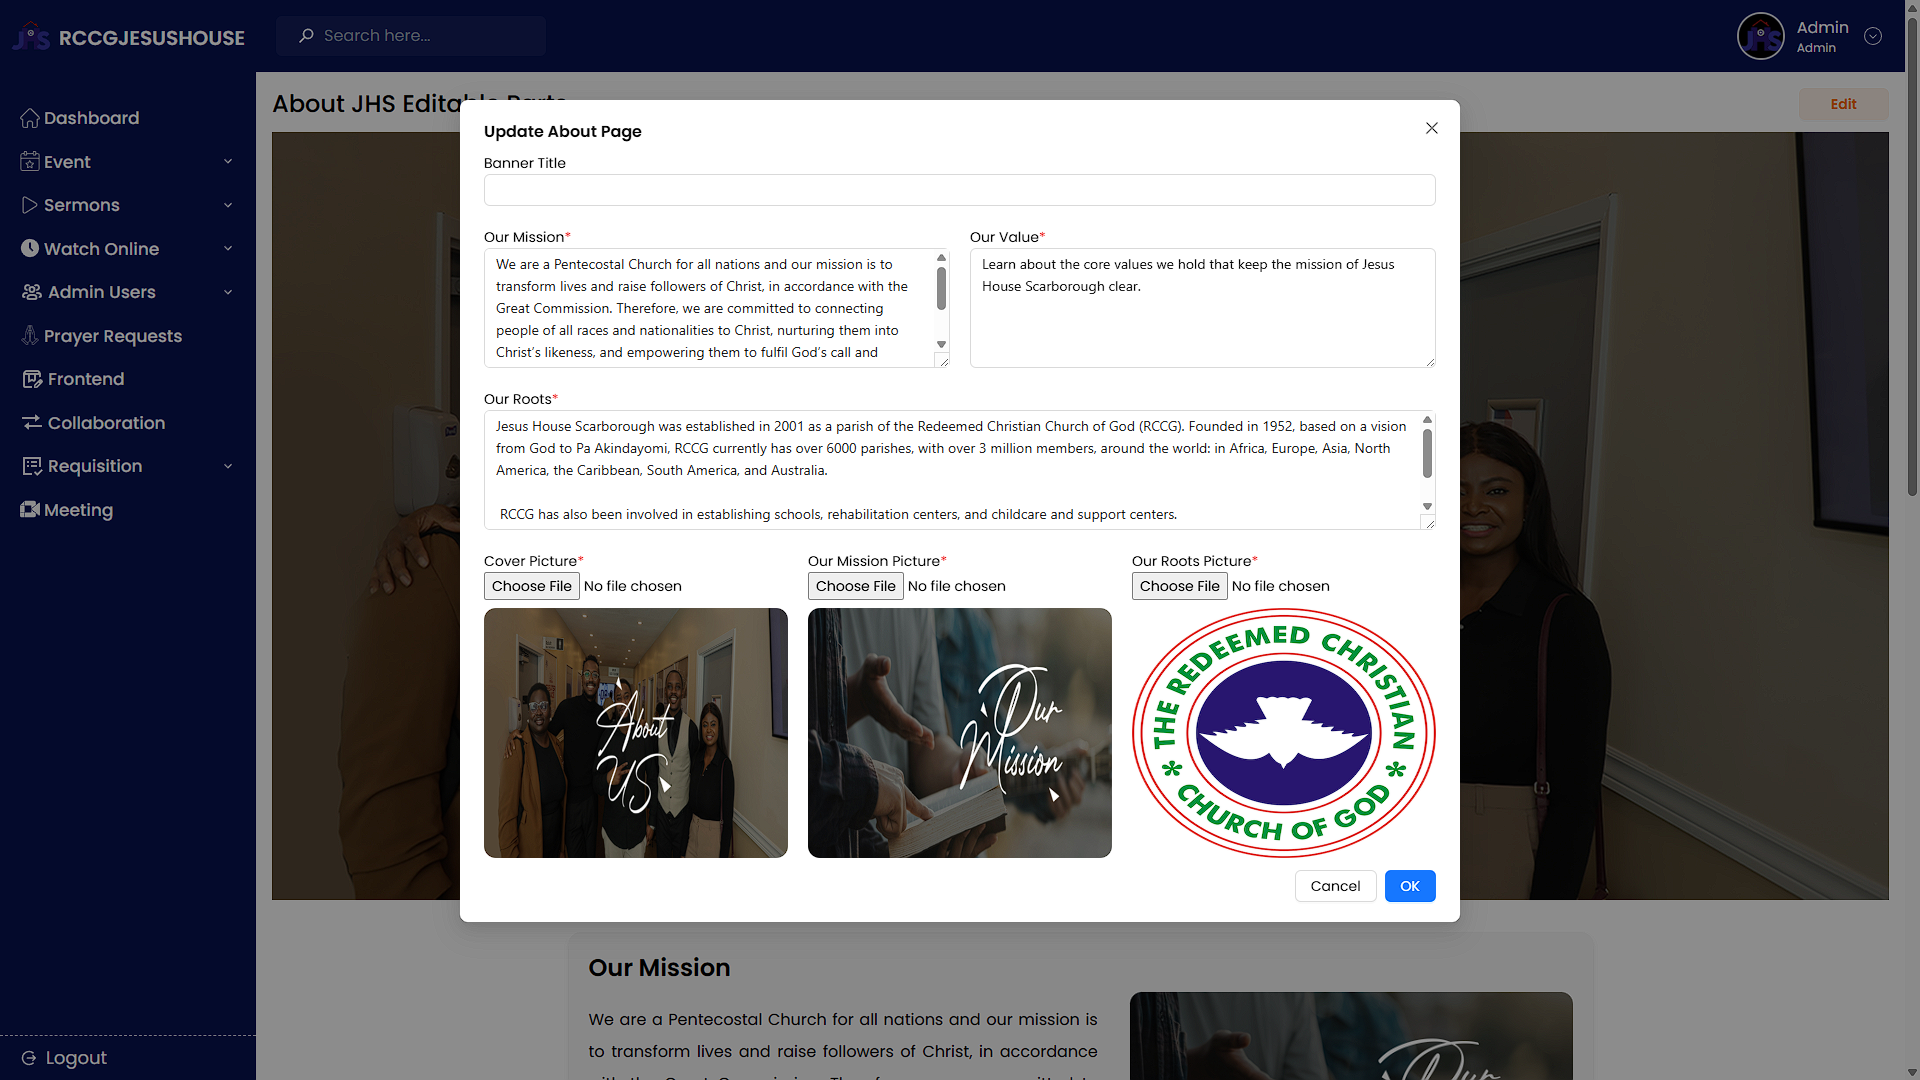 JHS RCCGJESUSHOUSE
Search here...
Admin
Admin
Dashboard
Event
Sermons
Watch Online
Admin Users
Prayer Requests
Frontend
Collaboration
Requisition
Meeting
Logout
About JHS Editable Parts
Edit
Update About Page
Banner Title
Our Mission*
We are a Pentecostal Church for all nations and our mission is to
transform lives and raise followers of Christ, in accordance with the
Great Commission. Therefore, we are committed to connecting
people of all races and nationalities to Christ, nurturing them into
Christ’s likeness, and empowering them to fulfil God’s call and
Our Value*
Learn about the core values we hold that keep the mission of Jesus
House Scarborough clear.
Our Roots*
Jesus House Scarborough was established in 2001 as a parish of the Redeemed Christian Church of God (RCCG). Founded in 1952, based on a vision
from God to Pa Akindayomi, RCCG currently has over 6000 parishes, with over 3 million members, around the world: in Africa, Europe, Asia, North
America, the Caribbean, South America, and Australia.
RCCG has also been involved in establishing schools, rehabilitation centers, and childcare and support centers.
Cover Picture*
Choose File No file chosen
About
US
Our Mission Picture*
Choose File No file chosen
Our
Mission
Our Roots Picture*
Choose File No file chosen
THE REDEEMED CHRISTIAN
CHURCH OF GOD
Cancel
OK
Our Mission
We are a Pentecostal Church for all nations and our mission is
to transform lives and raise followers of Christ, in accordance
Our